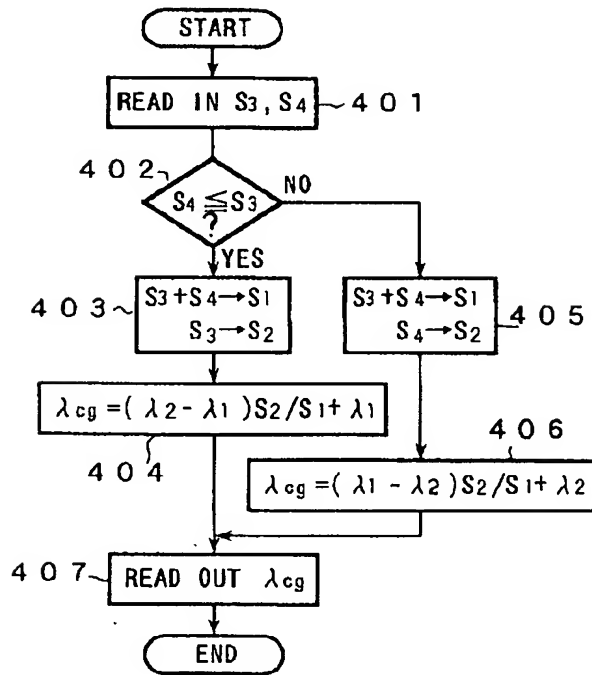 START
READ IN S3, S4
401
402
S4 ≦ S3
?
NO
YES
403
S3+S4→S1
S3→S2
S3+S4→S1
S4→S2
405
λcg=(λ2-λ1)S2/S1+λ1
404
406
λcg=(λ1-λ2)S2/S1+λ2
407
READ OUT λcg
END